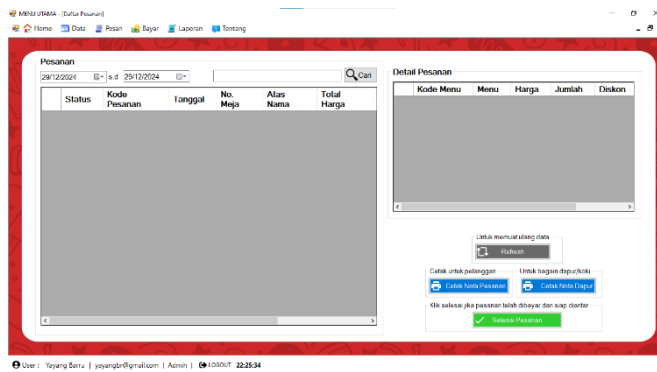 MENU UTAMA - [Daftar Pesanan]
Home Data Pesan Bayar Laporan Tentang
Pesanan
29/12/2024 s.d 29/12/2024 Cari
Status Kode Pesanan Tanggal No. Meja Atas Nama Total Harga
Detail Pesanan
Kode Menu Menu Harga Jumlah Diskon
Untuk memuat ulang data
Refresh
Cetak untuk pelanggan Untuk bagain dapur/koki
Cetak Nota Pesanan Cetak Nota Dapur
Klik selesai jika pesanan telah dibayar dan siap diantar
Selesai Pesanan
User : Yayang Barru | yayangbr@gmail.com | Admin | LOGOUT 22:25:34